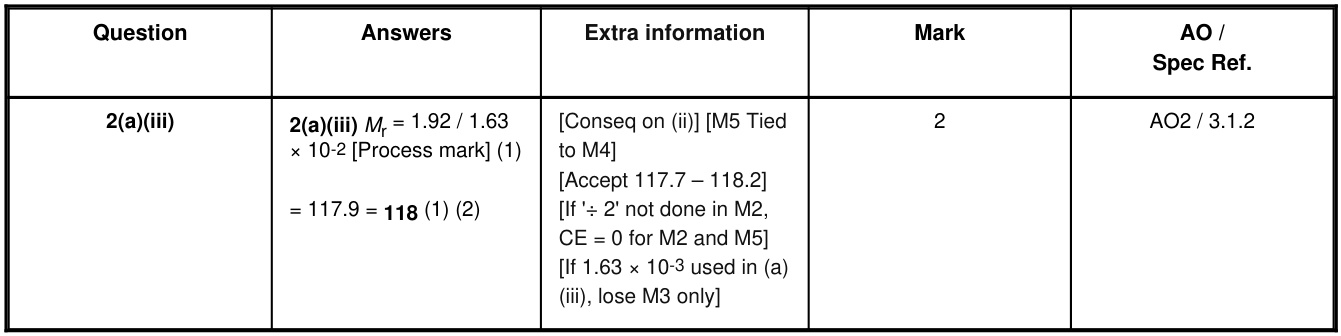 Question
Answers
Extra information
Mark
AO /
Spec Ref.
2(a)(iii)
2(a)(iii) Mr = 1.92 / 1.63
× 10-2 [Process mark] (1)
= 117.9 = 118 (1) (2)
[Conseq on (ii)] [M5 Tied
to M4]
[Accept 117.7 – 118.2]
[If '÷ 2' not done in M2,
CE = 0 for M2 and M5]
[If 1.63 × 10-3 used in (a)
(iii), lose M3 only]
2
AO2 / 3.1.2